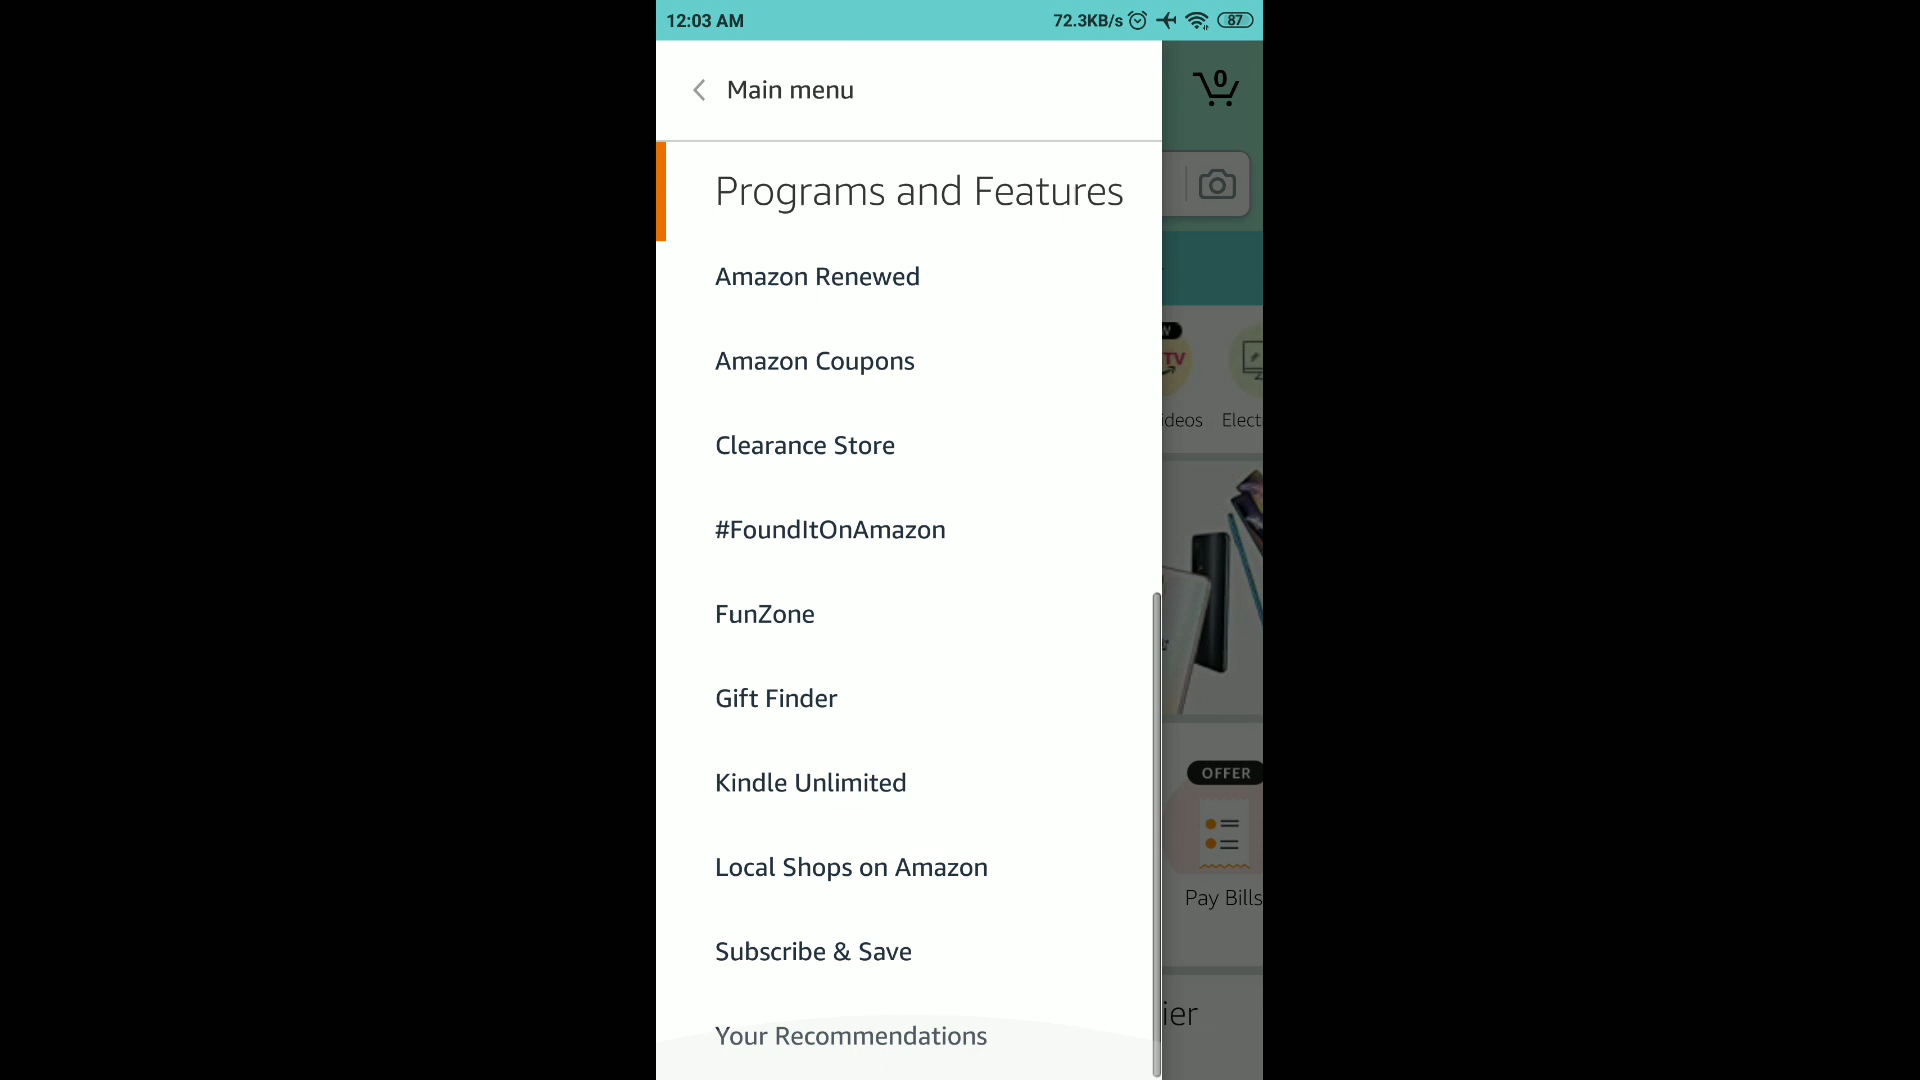 12:03 AM
72.3KB/s
87
Main menu
0
Programs and Features
Amazon Renewed
Amazon Coupons
TV
ideos
Elect
Clearance Store
#FoundItOnAmazon
FunZone
Gift Finder
OFFER
Kindle Unlimited
Local Shops on Amazon
Pay Bills
Subscribe & Save
ier
Your Recommendations